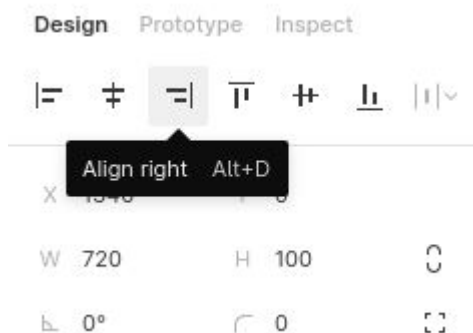 Design Prototype Inspect
Align right Alt+D
X
W 720 H 100
0° 0